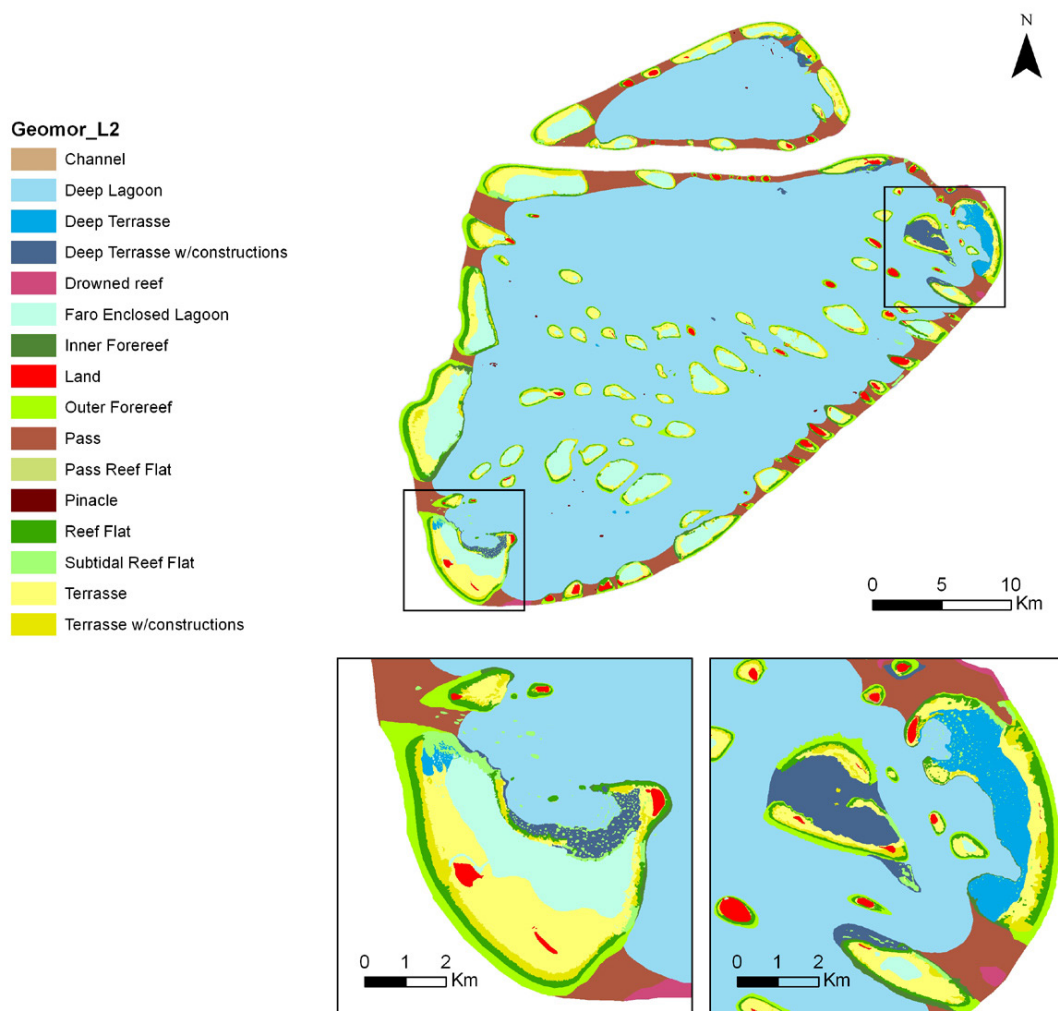 N
Geomor_L2
Channel
Deep Lagoon
Deep Terrasse
Deep Terrasse w/constructions
Drowned reef
Faro Enclosed Lagoon
Inner Forereef
Land
Outer Forereef
Pass
Pass Reef Flat
Pinacle
Reef Flat
Subtidal Reef Flat
Terrasse
Terrasse w/constructions
0 5 10
Km
0 1 2
Km
0 1 2
Km